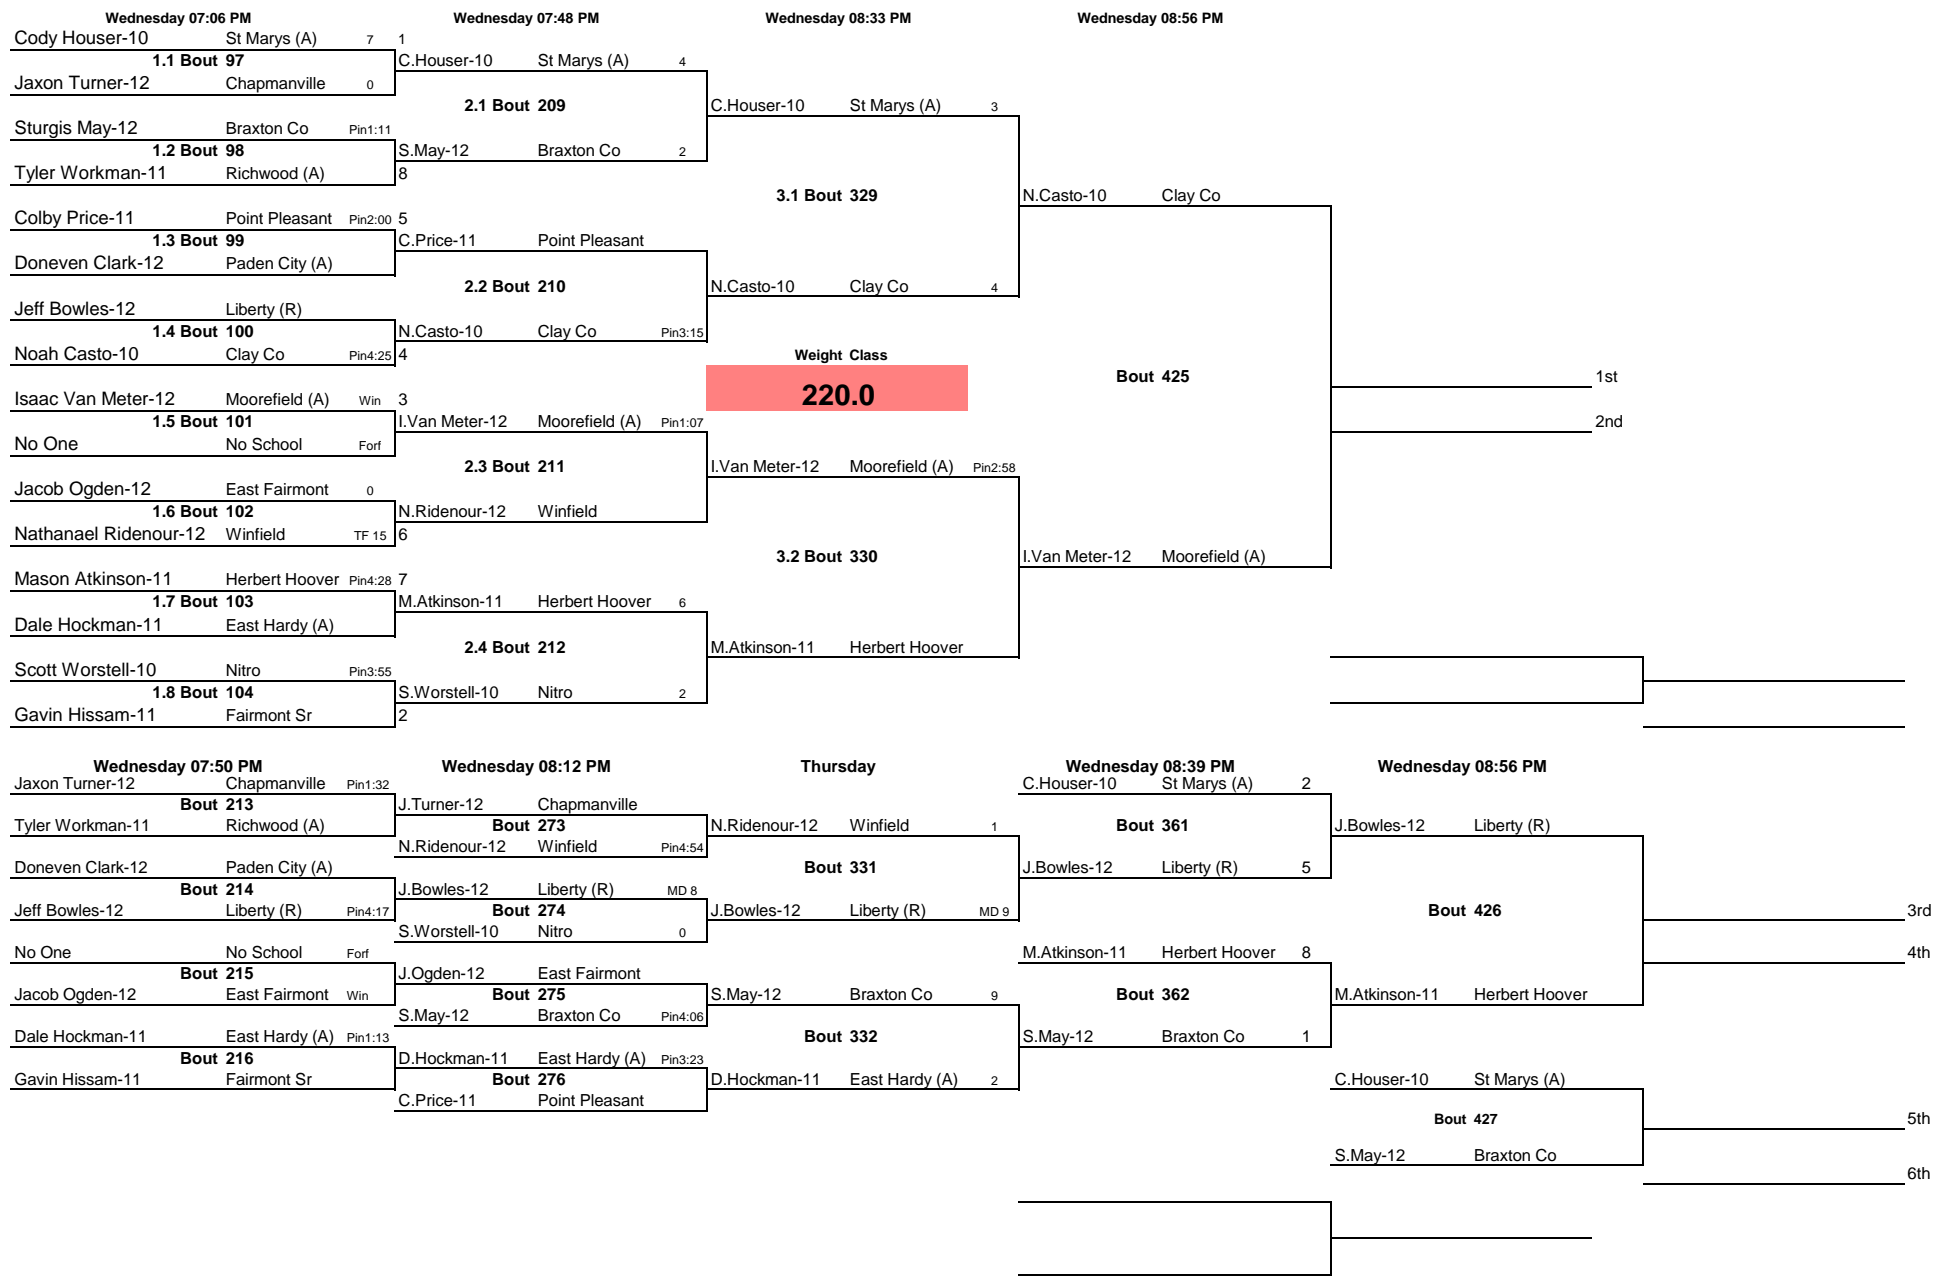 Wednesday 07:06 PM Wednesday 07:48 PM Wednesday 08:33 PM Wednesday 08:56 PM
Cody Houser-10 St Marys (A) 7 1
1.1 Bout 97 C.Houser-10 St Marys (A) 4
Jaxon Turner-12 Chapmanville 0
2.1 Bout 209 C.Houser-10 St Marys (A) 3
Sturgis May-12 Braxton Co Pin1:11
1.2 Bout 98 S.May-12 Braxton Co 2
Tyler Workman-11 Richwood (A) 8
3.1 Bout 329 N.Casto-10 Clay Co
Colby Price-11 Point Pleasant Pin2:00 5
1.3 Bout 99 C.Price-11 Point Pleasant
Doneven Clark-12 Paden City (A)
2.2 Bout 210 N.Casto-10 Clay Co 4
Jeff Bowles-12 Liberty (R)
1.4 Bout 100 N.Casto-10 Clay Co Pin3:15
Noah Casto-10 Clay Co Pin4:25 4 Weight Class
Bout 425 1st
Isaac Van Meter-12 Moorefield (A) Win 3 220.0
1.5 Bout 101 I.Van Meter-12 Moorefield (A) Pin1:07 2nd
No One No School Forf
2.3 Bout 211 I.Van Meter-12 Moorefield (A) Pin2:58
Jacob Ogden-12 East Fairmont 0
1.6 Bout 102 N.Ridenour-12 Winfield
Nathanael Ridenour-12 Winfield TF 15 6
3.2 Bout 330 I.Van Meter-12 Moorefield (A)
Mason Atkinson-11 Herbert Hoover Pin4:28 7
1.7 Bout 103 M.Atkinson-11 Herbert Hoover 6
Dale Hockman-11 East Hardy (A)
2.4 Bout 212 M.Atkinson-11 Herbert Hoover
Scott Worstell-10 Nitro Pin3:55
1.8 Bout 104 S.Worstell-10 Nitro 2
Gavin Hissam-11 Fairmont Sr 2
Wednesday 07:50 PM Wednesday 08:12 PM Thursday Wednesday 08:39 PM Wednesday 08:56 PM
Jaxon Turner-12 Chapmanville Pin1:32 C.Houser-10 St Marys (A) 2
Bout 213 J.Turner-12 Chapmanville
Tyler Workman-11 Richwood (A) Bout 273 N.Ridenour-12 Winfield 1 Bout 361 J.Bowles-12 Liberty (R)
N.Ridenour-12 Winfield Pin4:54
Doneven Clark-12 Paden City (A) Bout 331 J.Bowles-12 Liberty (R) 5
Bout 214 J.Bowles-12 Liberty (R) MD 8
Jeff Bowles-12 Liberty (R) Pin4:17 Bout 274 J.Bowles-12 Liberty (R) MD 9 Bout 426 3rd
S.Worstell-10 Nitro 0
No One No School Forf M.Atkinson-11 Herbert Hoover 8 4th
Bout 215 J.Ogden-12 East Fairmont
Jacob Ogden-12 East Fairmont Win Bout 275 S.May-12 Braxton Co 9 Bout 362 M.Atkinson-11 Herbert Hoover
S.May-12 Braxton Co Pin4:06
Dale Hockman-11 East Hardy (A) Pin1:13 Bout 332 S.May-12 Braxton Co 1
Bout 216 D.Hockman-11 East Hardy (A) Pin3:23
Gavin Hissam-11 Fairmont Sr Bout 276 D.Hockman-11 East Hardy (A) 2 C.Houser-10 St Marys (A)
C.Price-11 Point Pleasant
Bout 427 5th
S.May-12 Braxton Co
6th